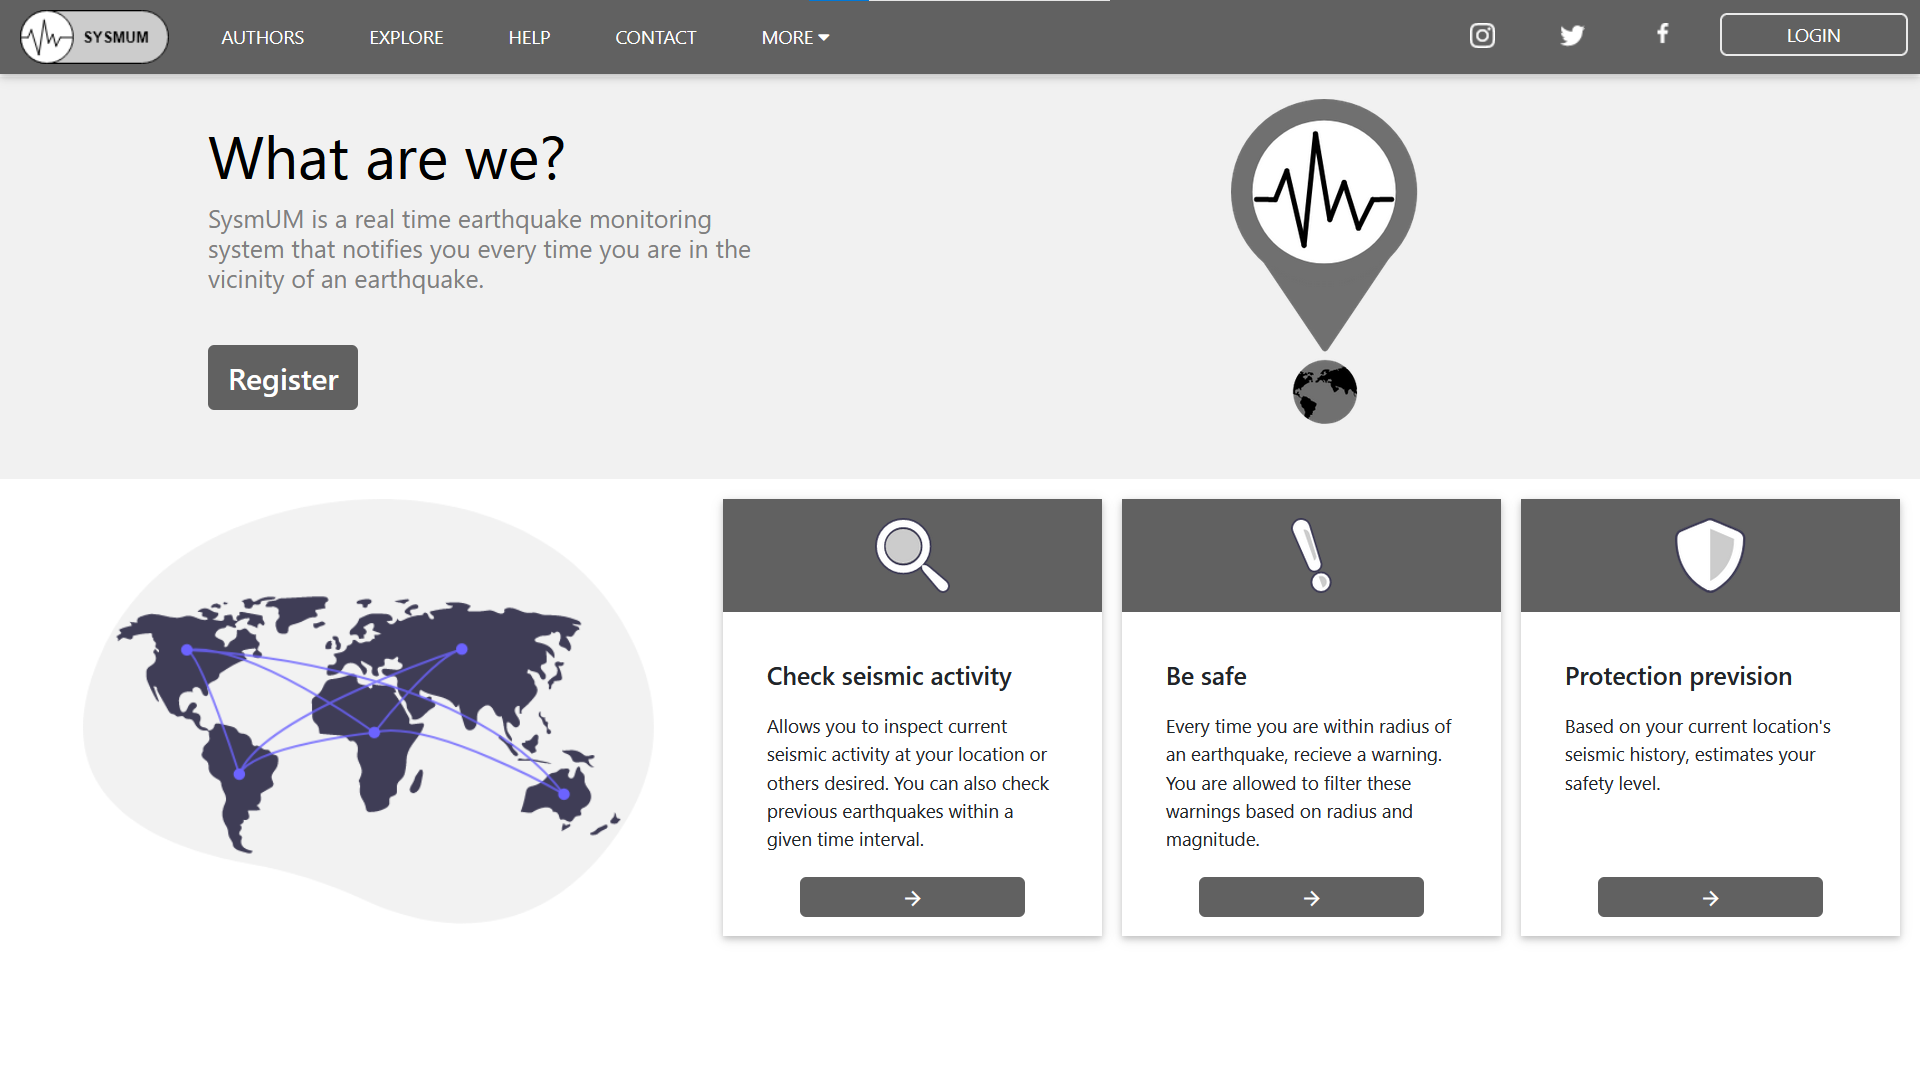 SYSMUM
AUTHORS
EXPLORE
HELP
CONTACT
MORE
LOGIN
What are we?
SysmUM is a real time earthquake monitoring
system that notifies you every time you are in the
vicinity of an earthquake.
Register
Check seismic activity
Allows you to inspect current
seismic activity at your location or
others desired. You can also check
previous earthquakes within a
given time interval.
Be safe
Every time you are within radius of
an earthquake, recieve a warning.
You are allowed to filter these
warnings based on radius and
magnitude.
Protection prevision
Based on your current location's
seismic history, estimates your
safety level.